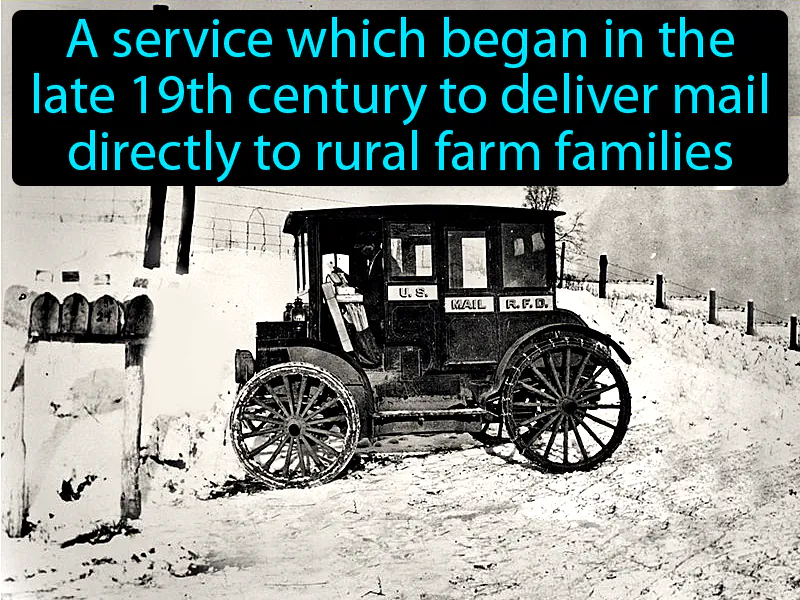 A service which began in the
late 19th century to deliver mail
directly to rural farm families
U. S.
MAIL
R. F. D.